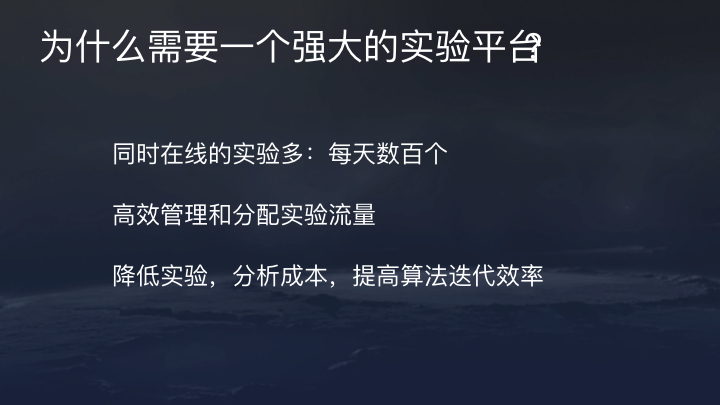 为什么需要一个强大的实验平台?
同时在线的实验多：每天数百个
高效管理和分配实验流量
降低实验，分析成本，提高算法迭代效率